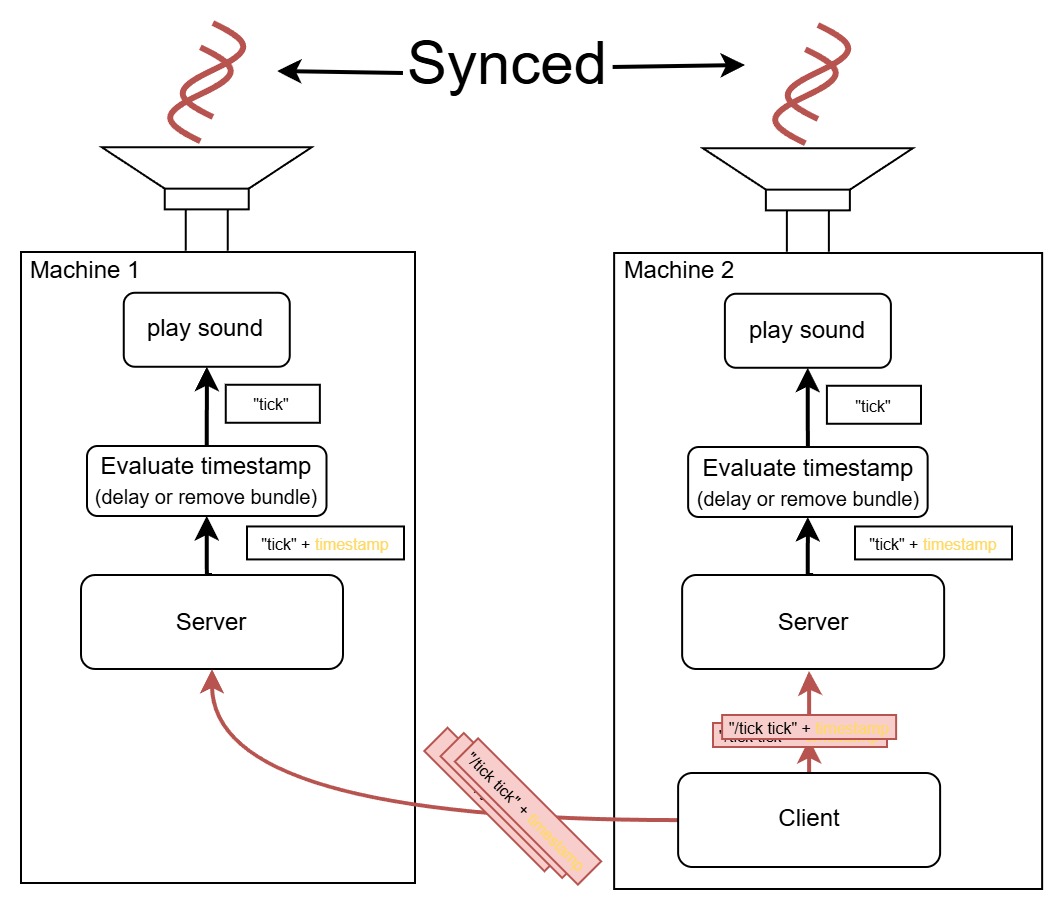 Synced
Machine 1
play sound
"tick"
Evaluate timestamp
(delay or remove bundle)
"tick" + timestamp
Server
Machine 2
play sound
"tick"
Evaluate timestamp
(delay or remove bundle)
"tick" + timestamp
Server
"/tick tick" + timestamp
"/tick tick" + timestamp
Client